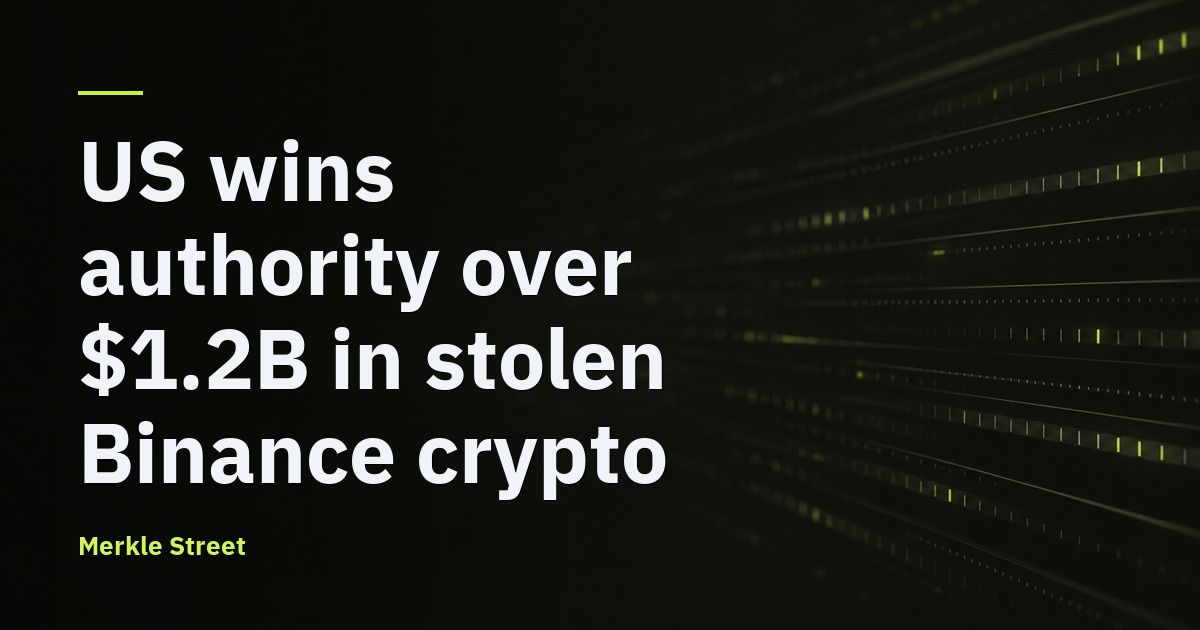 US wins
authority over
$1.2B in stolen
Binance crypto
Merkle Street